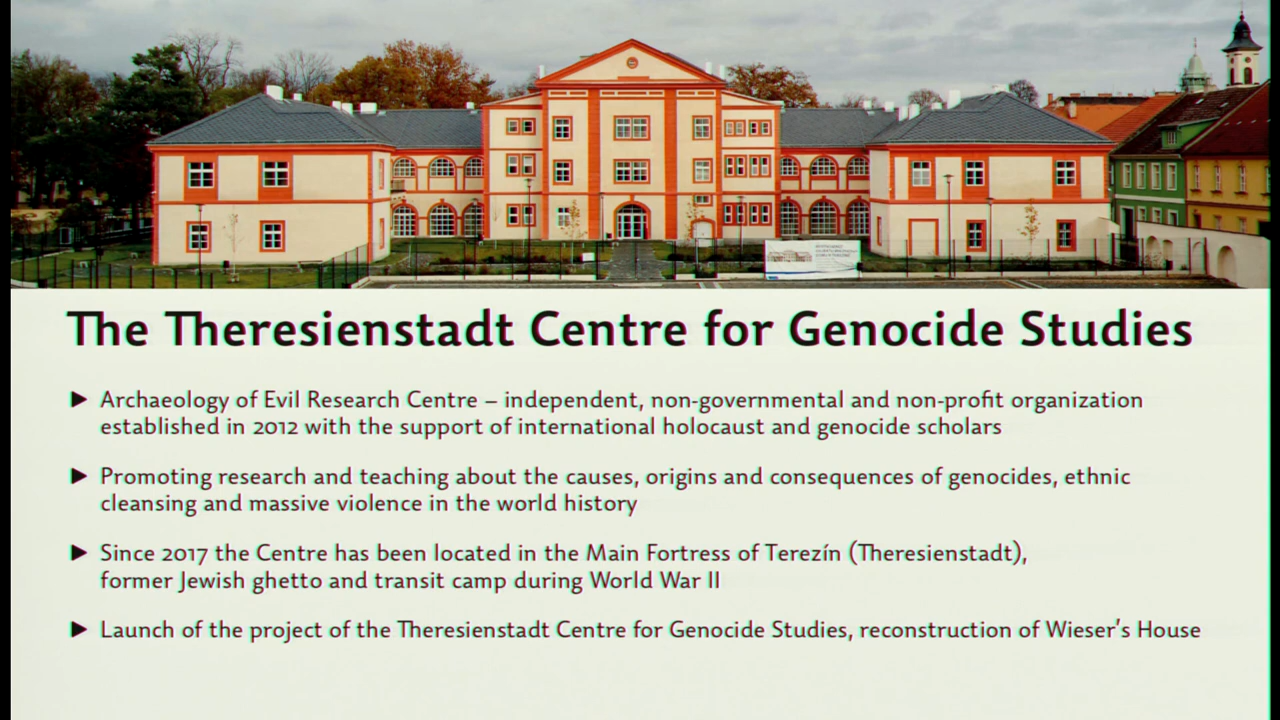 The Theresienstadt Centre for Genocide Studies
► Archaeology of Evil Research Centre – independent, non-governmental and non-profit organization
established in 2012 with the support of international holocaust and genocide scholars
► Promoting research and teaching about the causes, origins and consequences of genocides, ethnic
cleansing and massive violence in the world history
► Since 2017 the Centre has been located in the Main Fortress of Terezín (Theresienstadt),
former Jewish ghetto and transit camp during World War II
► Launch of the project of the Theresienstadt Centre for Genocide Studies, reconstruction of Wieser's House